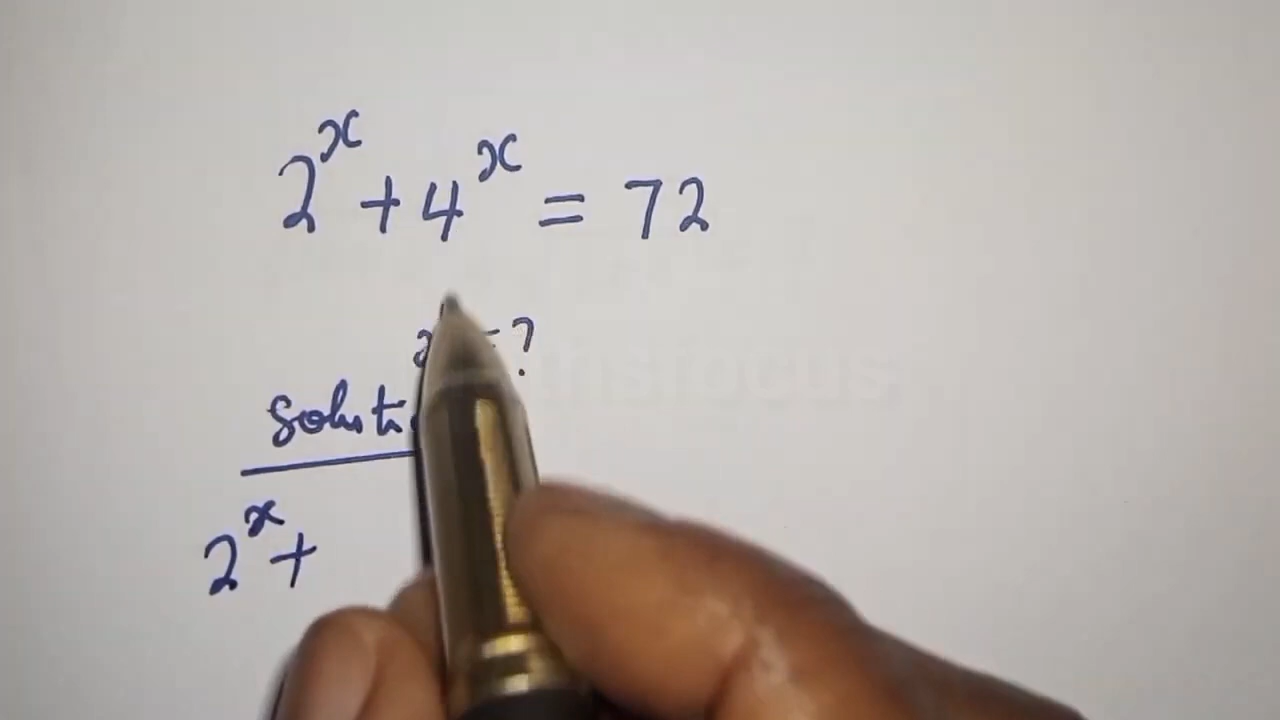 2^x + 4^x = 72
= ?
2^x +